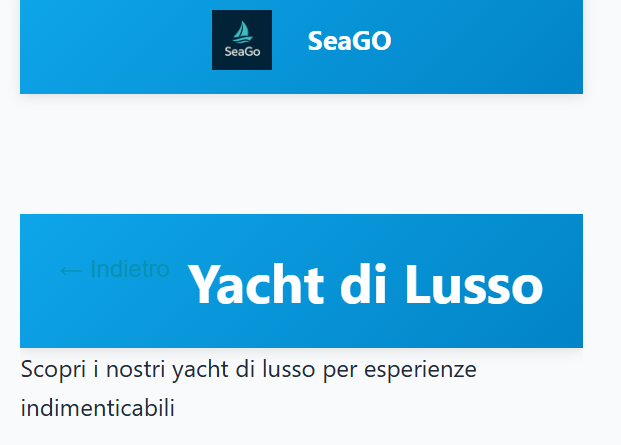 SeaGo
SeaGO
← Indietro
Yacht di Lusso
Scopri i nostri yacht di lusso per esperienze
indimenticabili